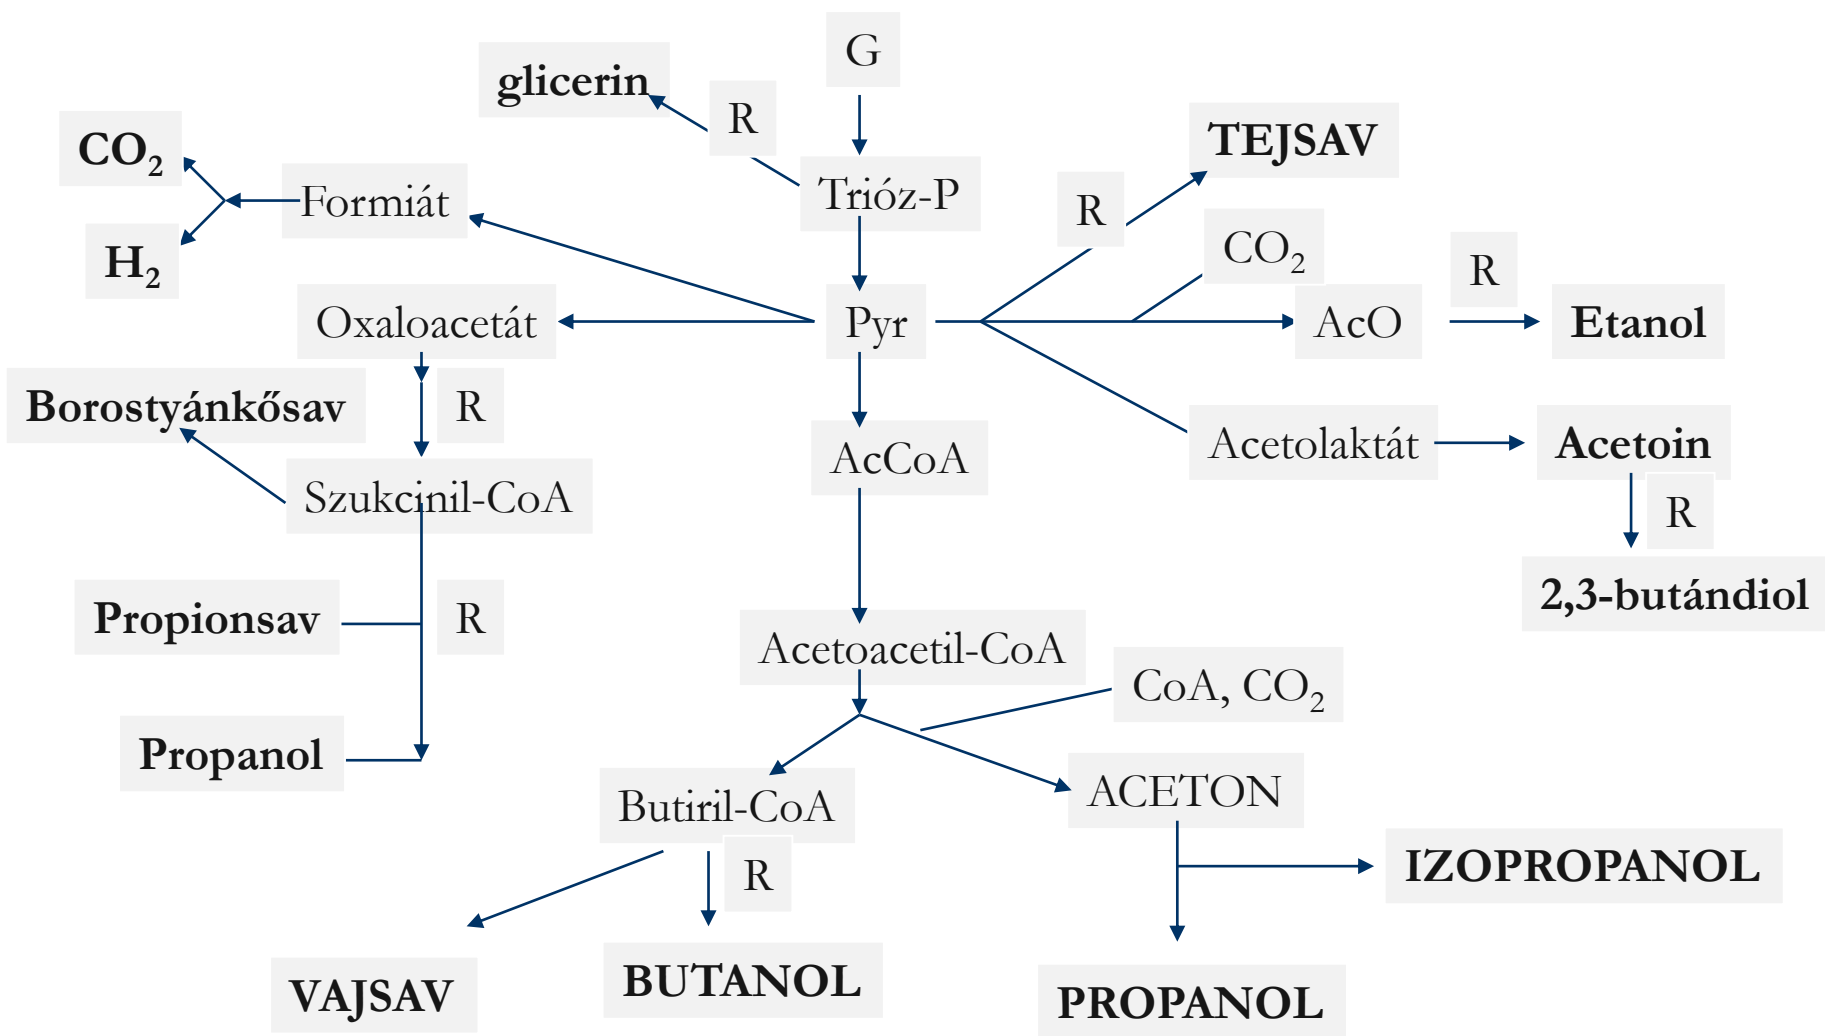 G
glicerin
R
CO₂
TEJSAV
Trióz-P
Formiát
R
CO₂
H₂
R
Oxaloacetát
Pyr
AcO
Etanol
Borostyánkősav
R
AcCoA
Acetolaktát
Acetoin
Szukcinil-CoA
R
2,3-butándiol
Propionsav
R
Acetoacetil-CoA
CoA, CO₂
Propanol
Butiril-CoA
ACETON
R
IZOPROPANOL
VAJSAV
BUTANOL
PROPANOL